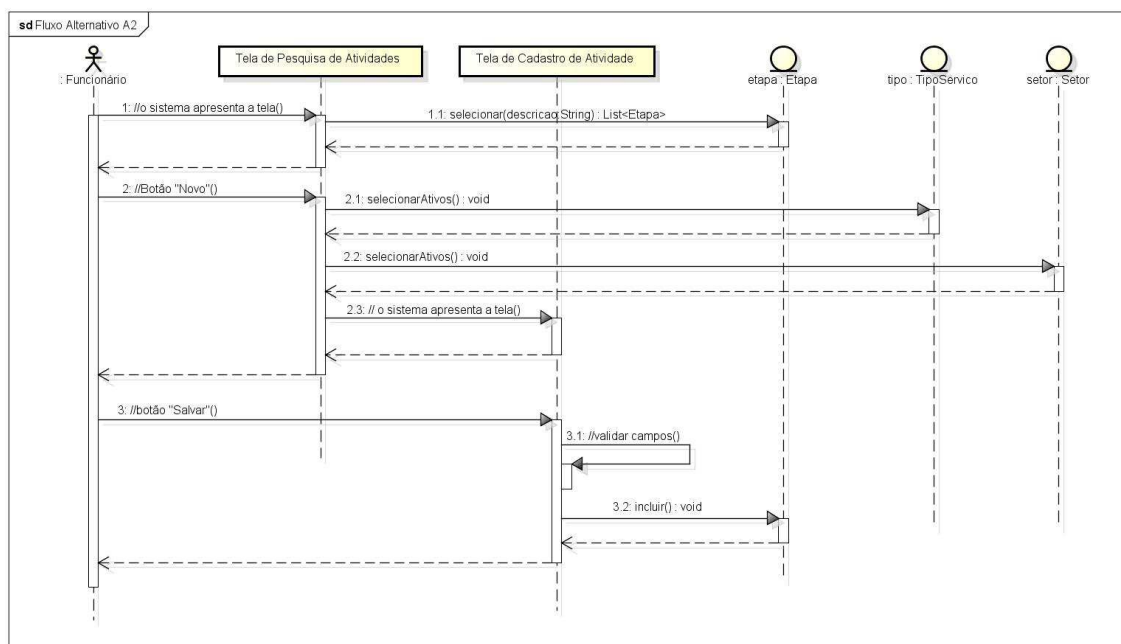 sd Fluxo Alternativo A2
: Funcionário
Tela de Pesquisa de Atividades
Tela de Cadastro de Atividade
etapa : Etapa
tipo : TipoServico
setor : Setor
1: //o sistema apresenta a tela()
1.1: selecionar(descricao:String) : List<Etapa>
2: //Botão "Novo"()
2.1: selecionarAtivos() : void
2.2: selecionarAtivos() : void
2.3: // o sistema apresenta a tela()
3: //botão "Salvar"()
3.1: //validar campos()
3.2: incluir() : void